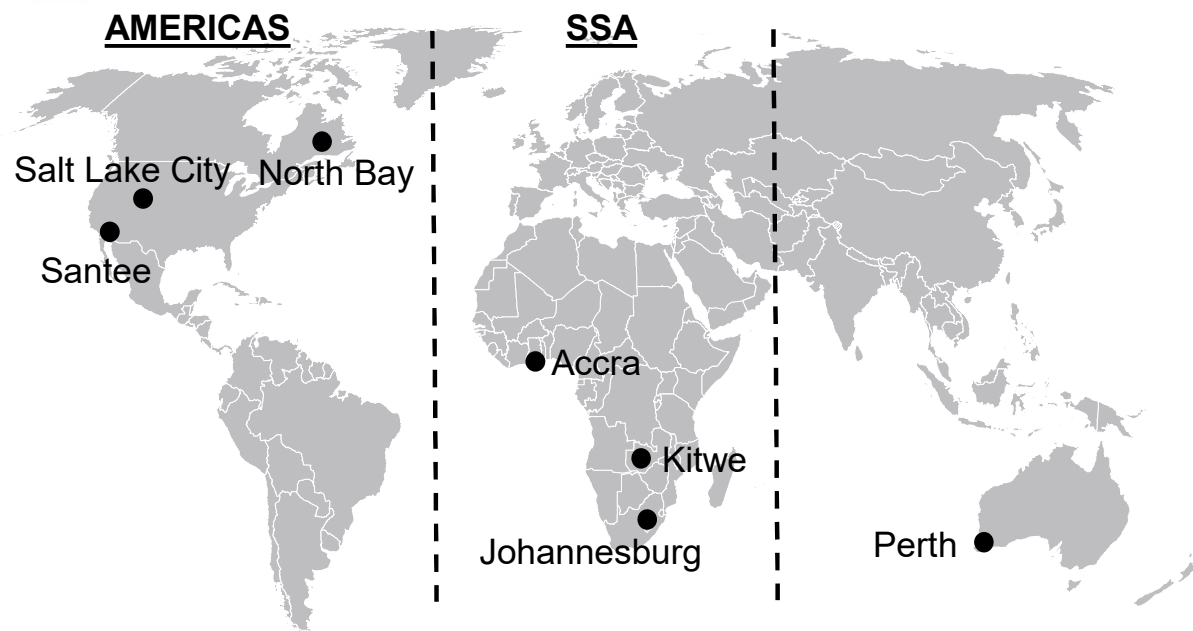 AMERICAS
SSA
Salt Lake City
North Bay
Santee
Accra
Kitwe
Johannesburg
Perth